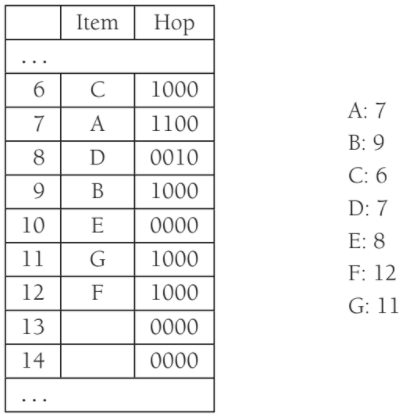 Item Hop
...
6 C 1000
7 A 1100
8 D 0010
9 B 1000
10 E 0000
11 G 1000
12 F 1000
13 0000
14 0000
...
A: 7
B: 9
C: 6
D: 7
E: 8
F: 12
G: 11